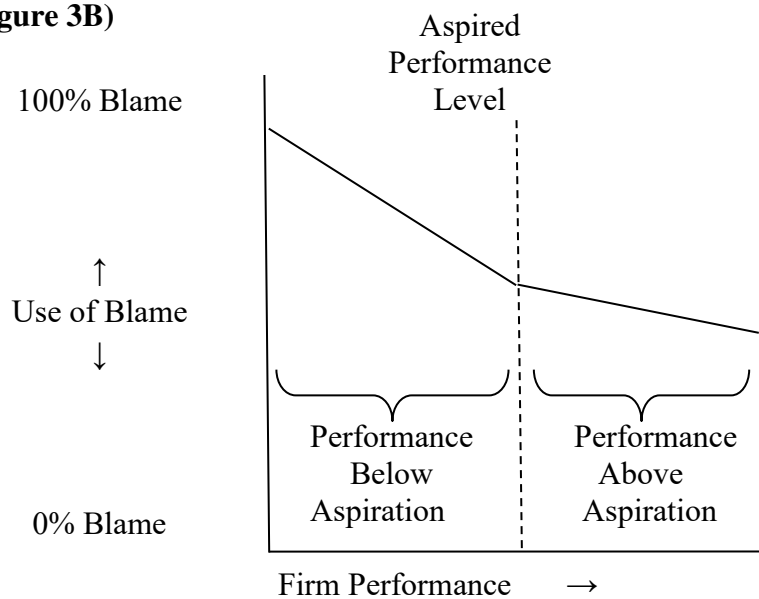 gure 3B)
Aspired
Performance
Level
100% Blame
↑
Use of Blame
↓
Performance
Below
Aspiration
Performance
Above
Aspiration
0% Blame
Firm Performance →